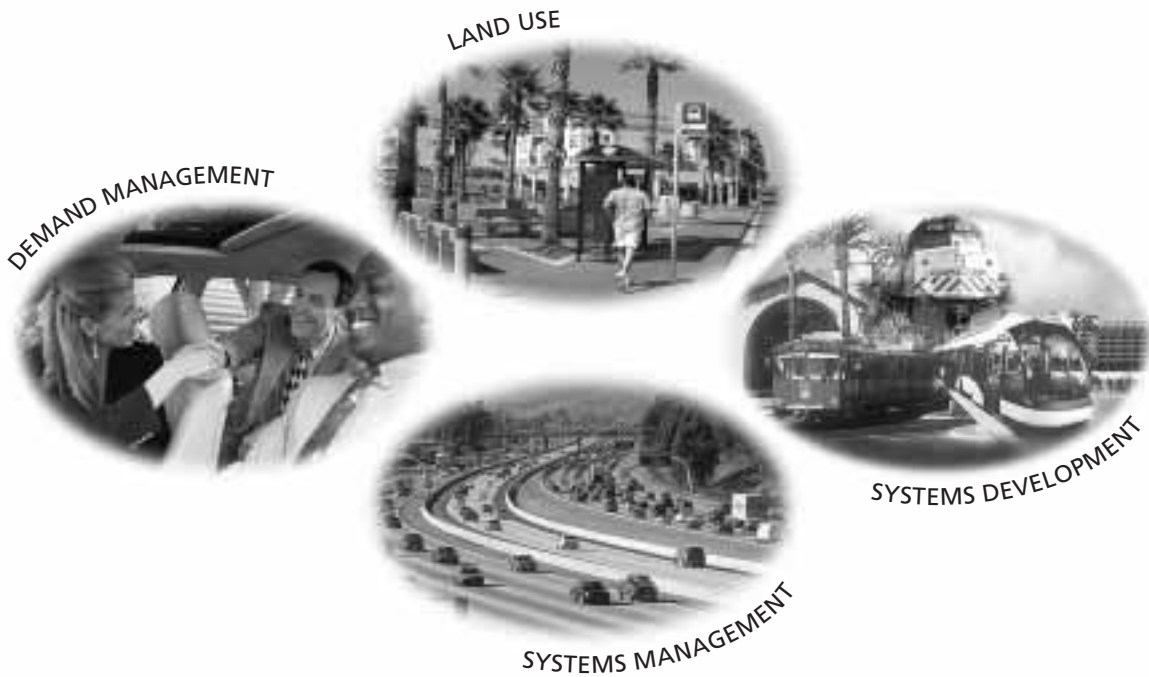 LAND USE
DEMAND MANAGEMENT
SYSTEMS DEVELOPMENT
SYSTEMS MANAGEMENT